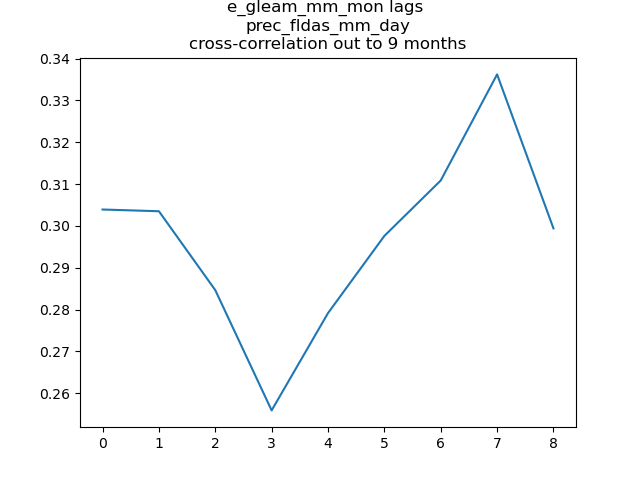 e_gleam_mm_mon lags
prec_fldas_mm_day
cross-correlation out to 9 months
0.34
0.33
0.32
0.31
0.30
0.29
0.28
0.27
0.26
0 1 2 3 4 5 6 7 8